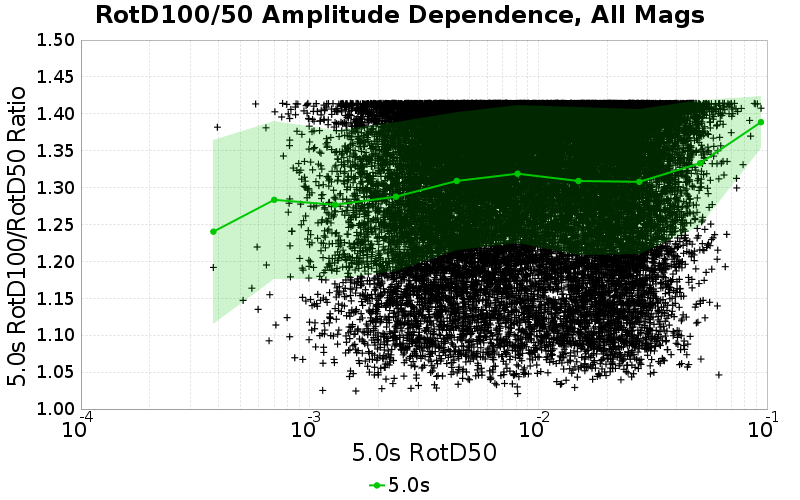 RotD100/50 Amplitude Dependence, All Mags
5.0s RotD100/RotD50 Ratio
1.50
1.45
1.40
1.35
1.30
1.25
1.20
1.15
1.10
1.05
1.00
10-4 10-3 10-2 10-1
5.0s RotD50
5.0s